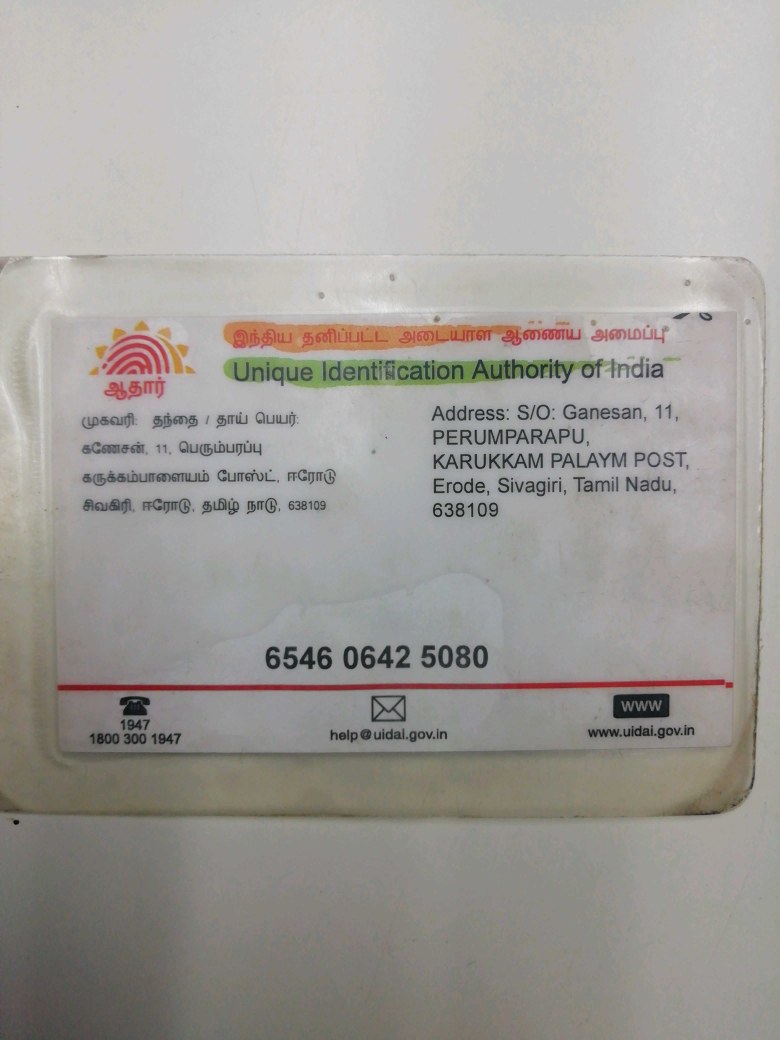 இந்திய தனிப்பட்ட அடையாள ஆணைய அமைப்பு
Unique Identification Authority of India
ஆதார்
முகவரி: தந்தை / தாய் பெயர்:
கணேசன், 11, பெரும்பரப்பு
கருக்கம்பாளையம் போஸ்ட், ஈரோடு
சிவகிரி, ஈரோடு, தமிழ் நாடு, 638109
Address: S/O: Ganesan, 11,
PERUMPARAPU,
KARUKKAM PALAYM POST,
Erode, Sivagiri, Tamil Nadu,
638109
6546 0642 5080
1947
1800 300 1947
help@uidai.gov.in
www
www.uidai.gov.in